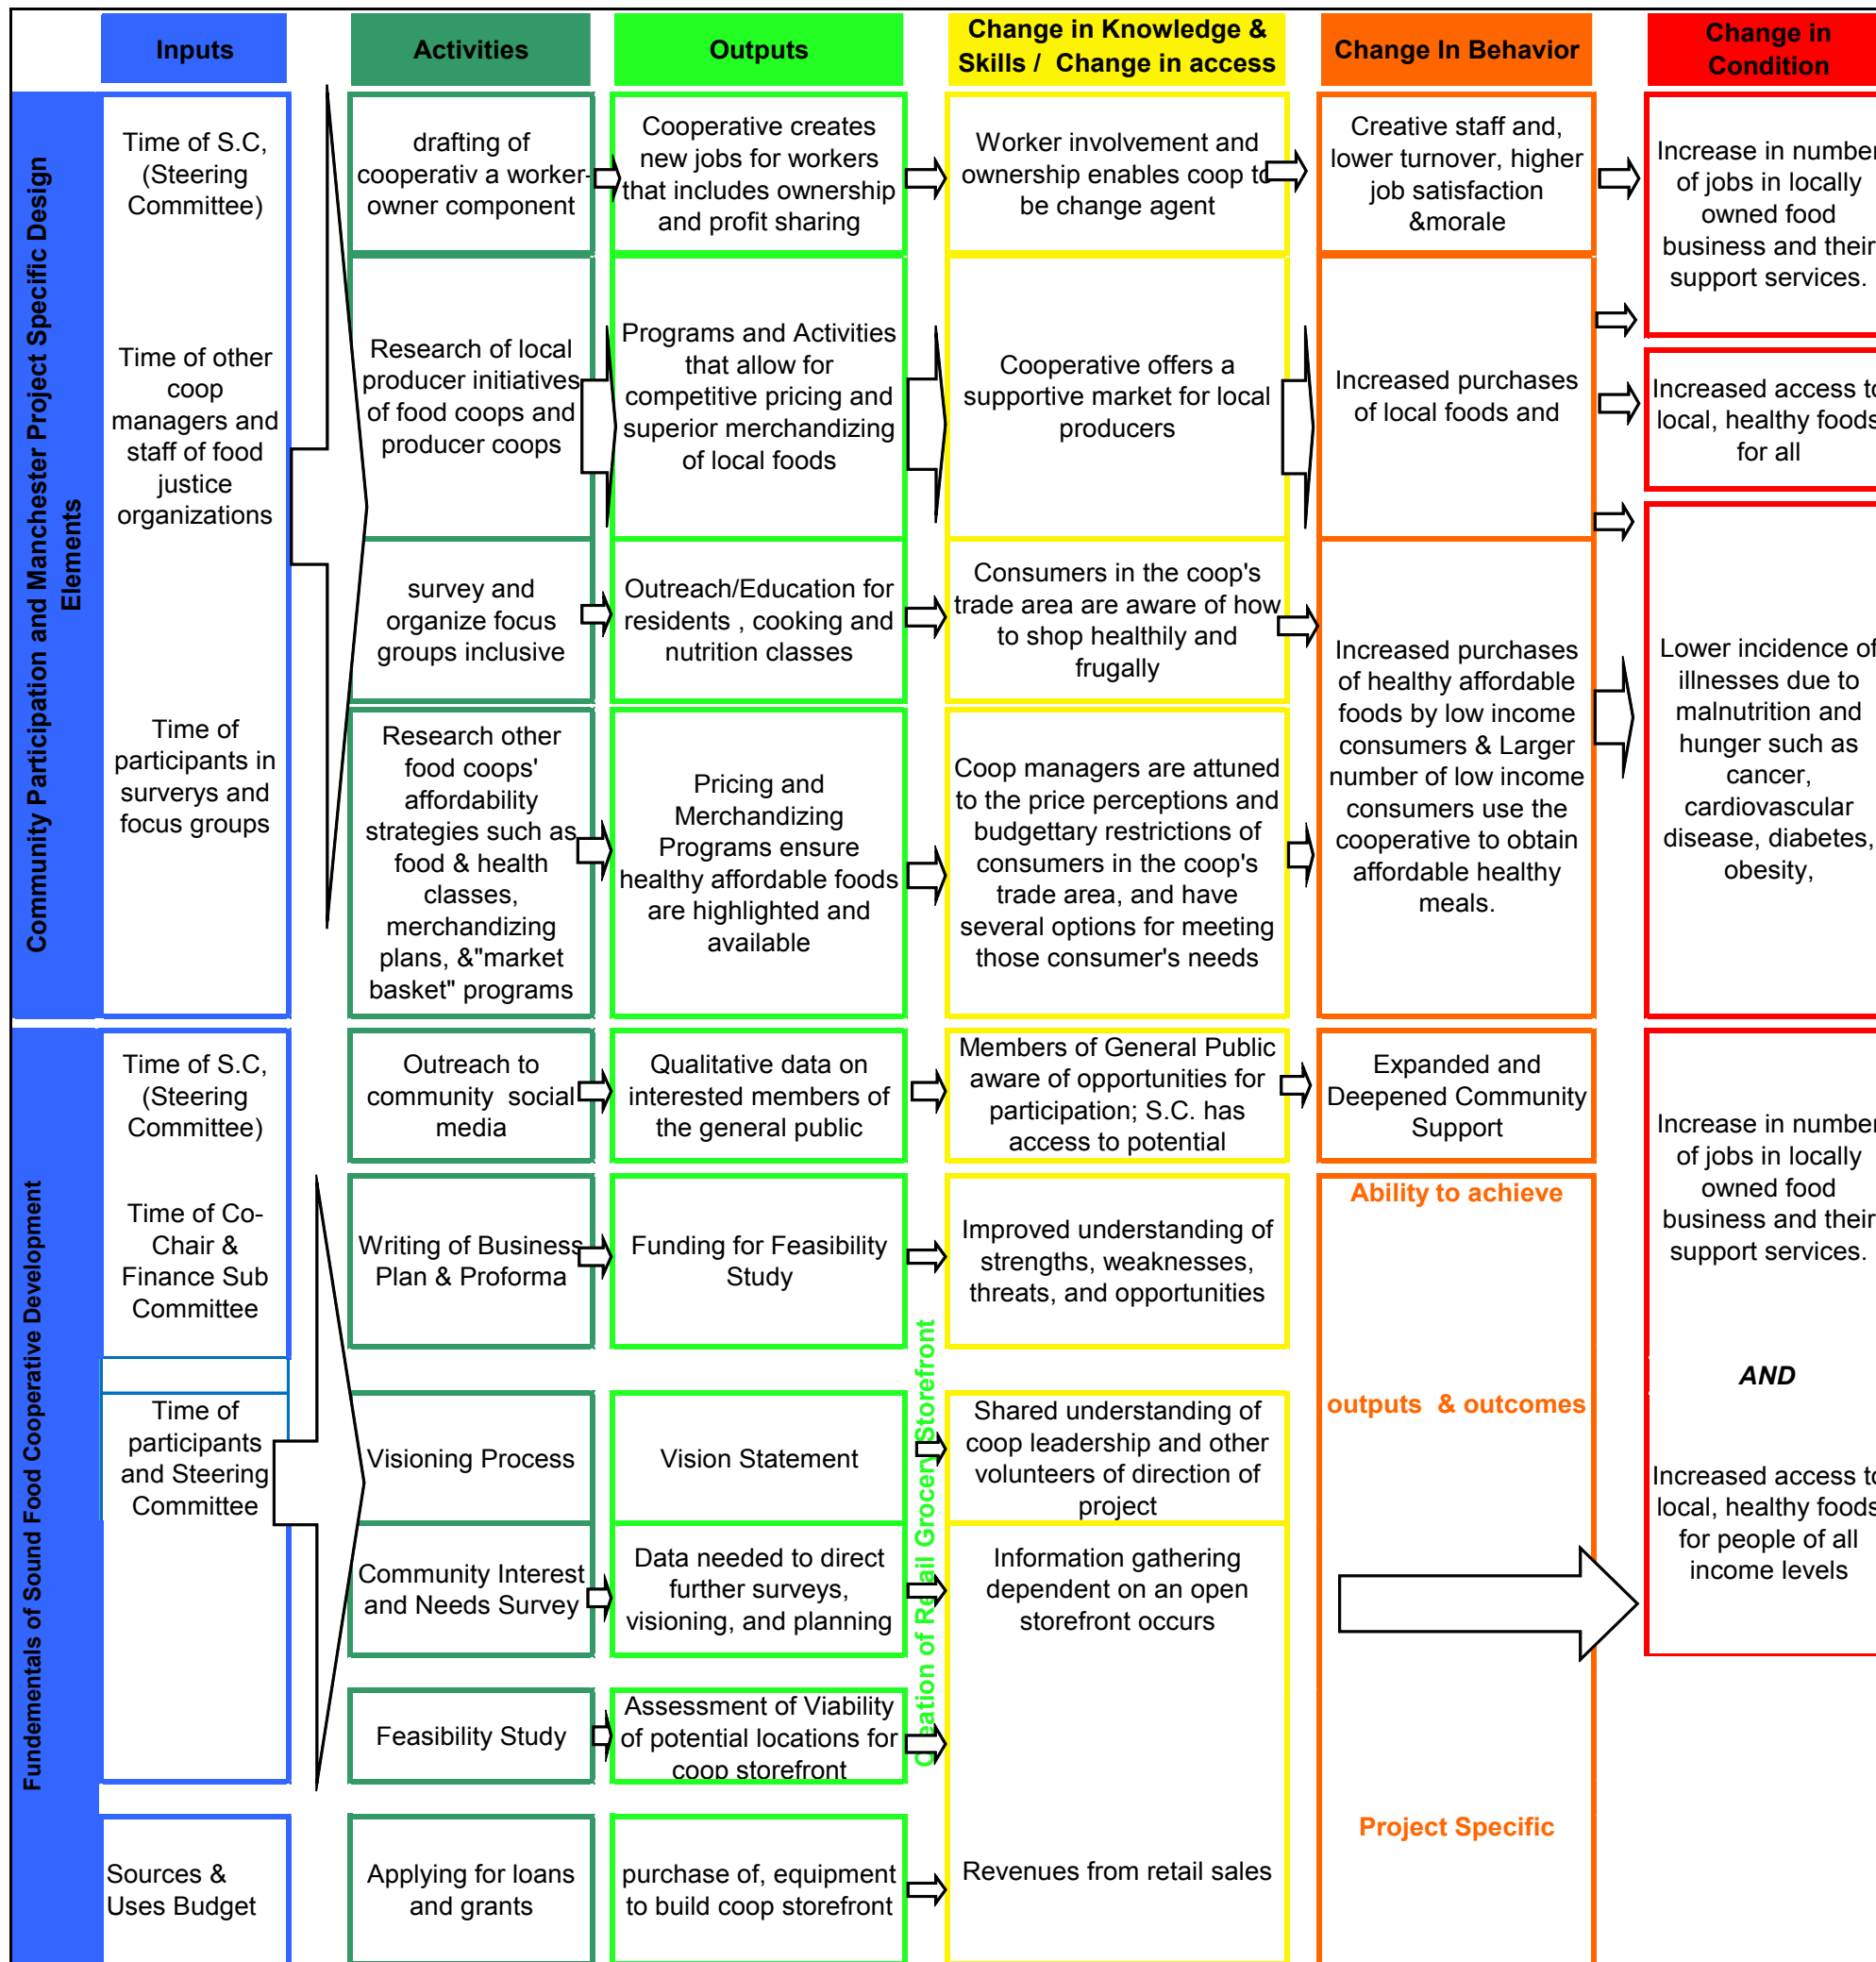 Inputs
Activities
Outputs
Change in Knowledge &
Skills /  Change in access
Change In Behavior
Change in
Condition
Community Participation and Manchester Project Specific Design
Elements
Time of S.C,
(Steering
Committee)
Time of other
coop
managers and
staff of food
justice
organizations
Time of
participants in
surverys and
focus groups
drafting of
cooperativ a worker-
owner component
Cooperative creates
new jobs for workers
that includes ownership
and profit sharing
Worker involvement and
ownership enables coop to
be change agent
Creative staff and,
lower turnover, higher
job satisfaction
&morale
Increase in number
of jobs in locally
owned food
business and their
support services.
Research of local
producer initiatives
of food coops and
producer coops
Programs and Activities
that allow for
competitive pricing and
superior merchandizing
of local foods
Cooperative offers a
supportive market for local
producers
Increased purchases
of local foods and
Increased access to
local, healthy foods
for all
survey and
organize focus
groups inclusive
Outreach/Education for
residents , cooking and
nutrition classes
Consumers in the coop's
trade area are aware of how
to shop healthily and
frugally
Increased purchases
of healthy affordable
foods by low income
consumers & Larger
number of low income
consumers use the
cooperative to obtain
affordable healthy
meals.
Lower incidence of
illnesses due to
malnutrition and
hunger such as
cancer,
cardiovascular
disease, diabetes,
obesity,
Research other
food coops'
affordability
strategies such as
food & health
classes,
merchandizing
plans, &"market
basket" programs
Pricing and
Merchandizing
Programs ensure
healthy affordable foods
are highlighted and
available
Coop managers are attuned
to the price perceptions and
budgettary restrictions of
consumers in the coop's
trade area, and have
several options for meeting
those consumer's needs
Fundementals of Sound Food Cooperative Development
Time of S.C,
(Steering
Committee)
Time of Co-
Chair &
Finance Sub
Committee
Time of
participants
and Steering
Committee
Sources &
Uses Budget
Outreach to
community  social
media
Qualitative data on
interested members of
the general public
Members of General Public
aware of opportunities for
participation; S.C. has
access to potential
Expanded and
Deepened Community
Support
Increase in number
of jobs in locally
owned food
business and their
support services.
AND
Increased access to
local, healthy foods
for people of all
income levels
Writing of Business
Plan & Proforma
Funding for Feasibility
Study
Improved understanding of
strengths, weaknesses,
threats, and opportunities
Ability to achieve
outputs  & outcomes
Project Specific
Creation of Retail Grocery Storefront
Visioning Process
Vision Statement
Shared understanding of
coop leadership and other
volunteers of direction of
project
Community Interest
and Needs Survey
Data needed to direct
further surveys,
visioning, and planning
Information gathering
dependent on an open
storefront occurs
Feasibility Study
Assessment of Viability
of potential locations for
coop storefront
Applying for loans
and grants
purchase of, equipment
to build coop storefront
Revenues from retail sales